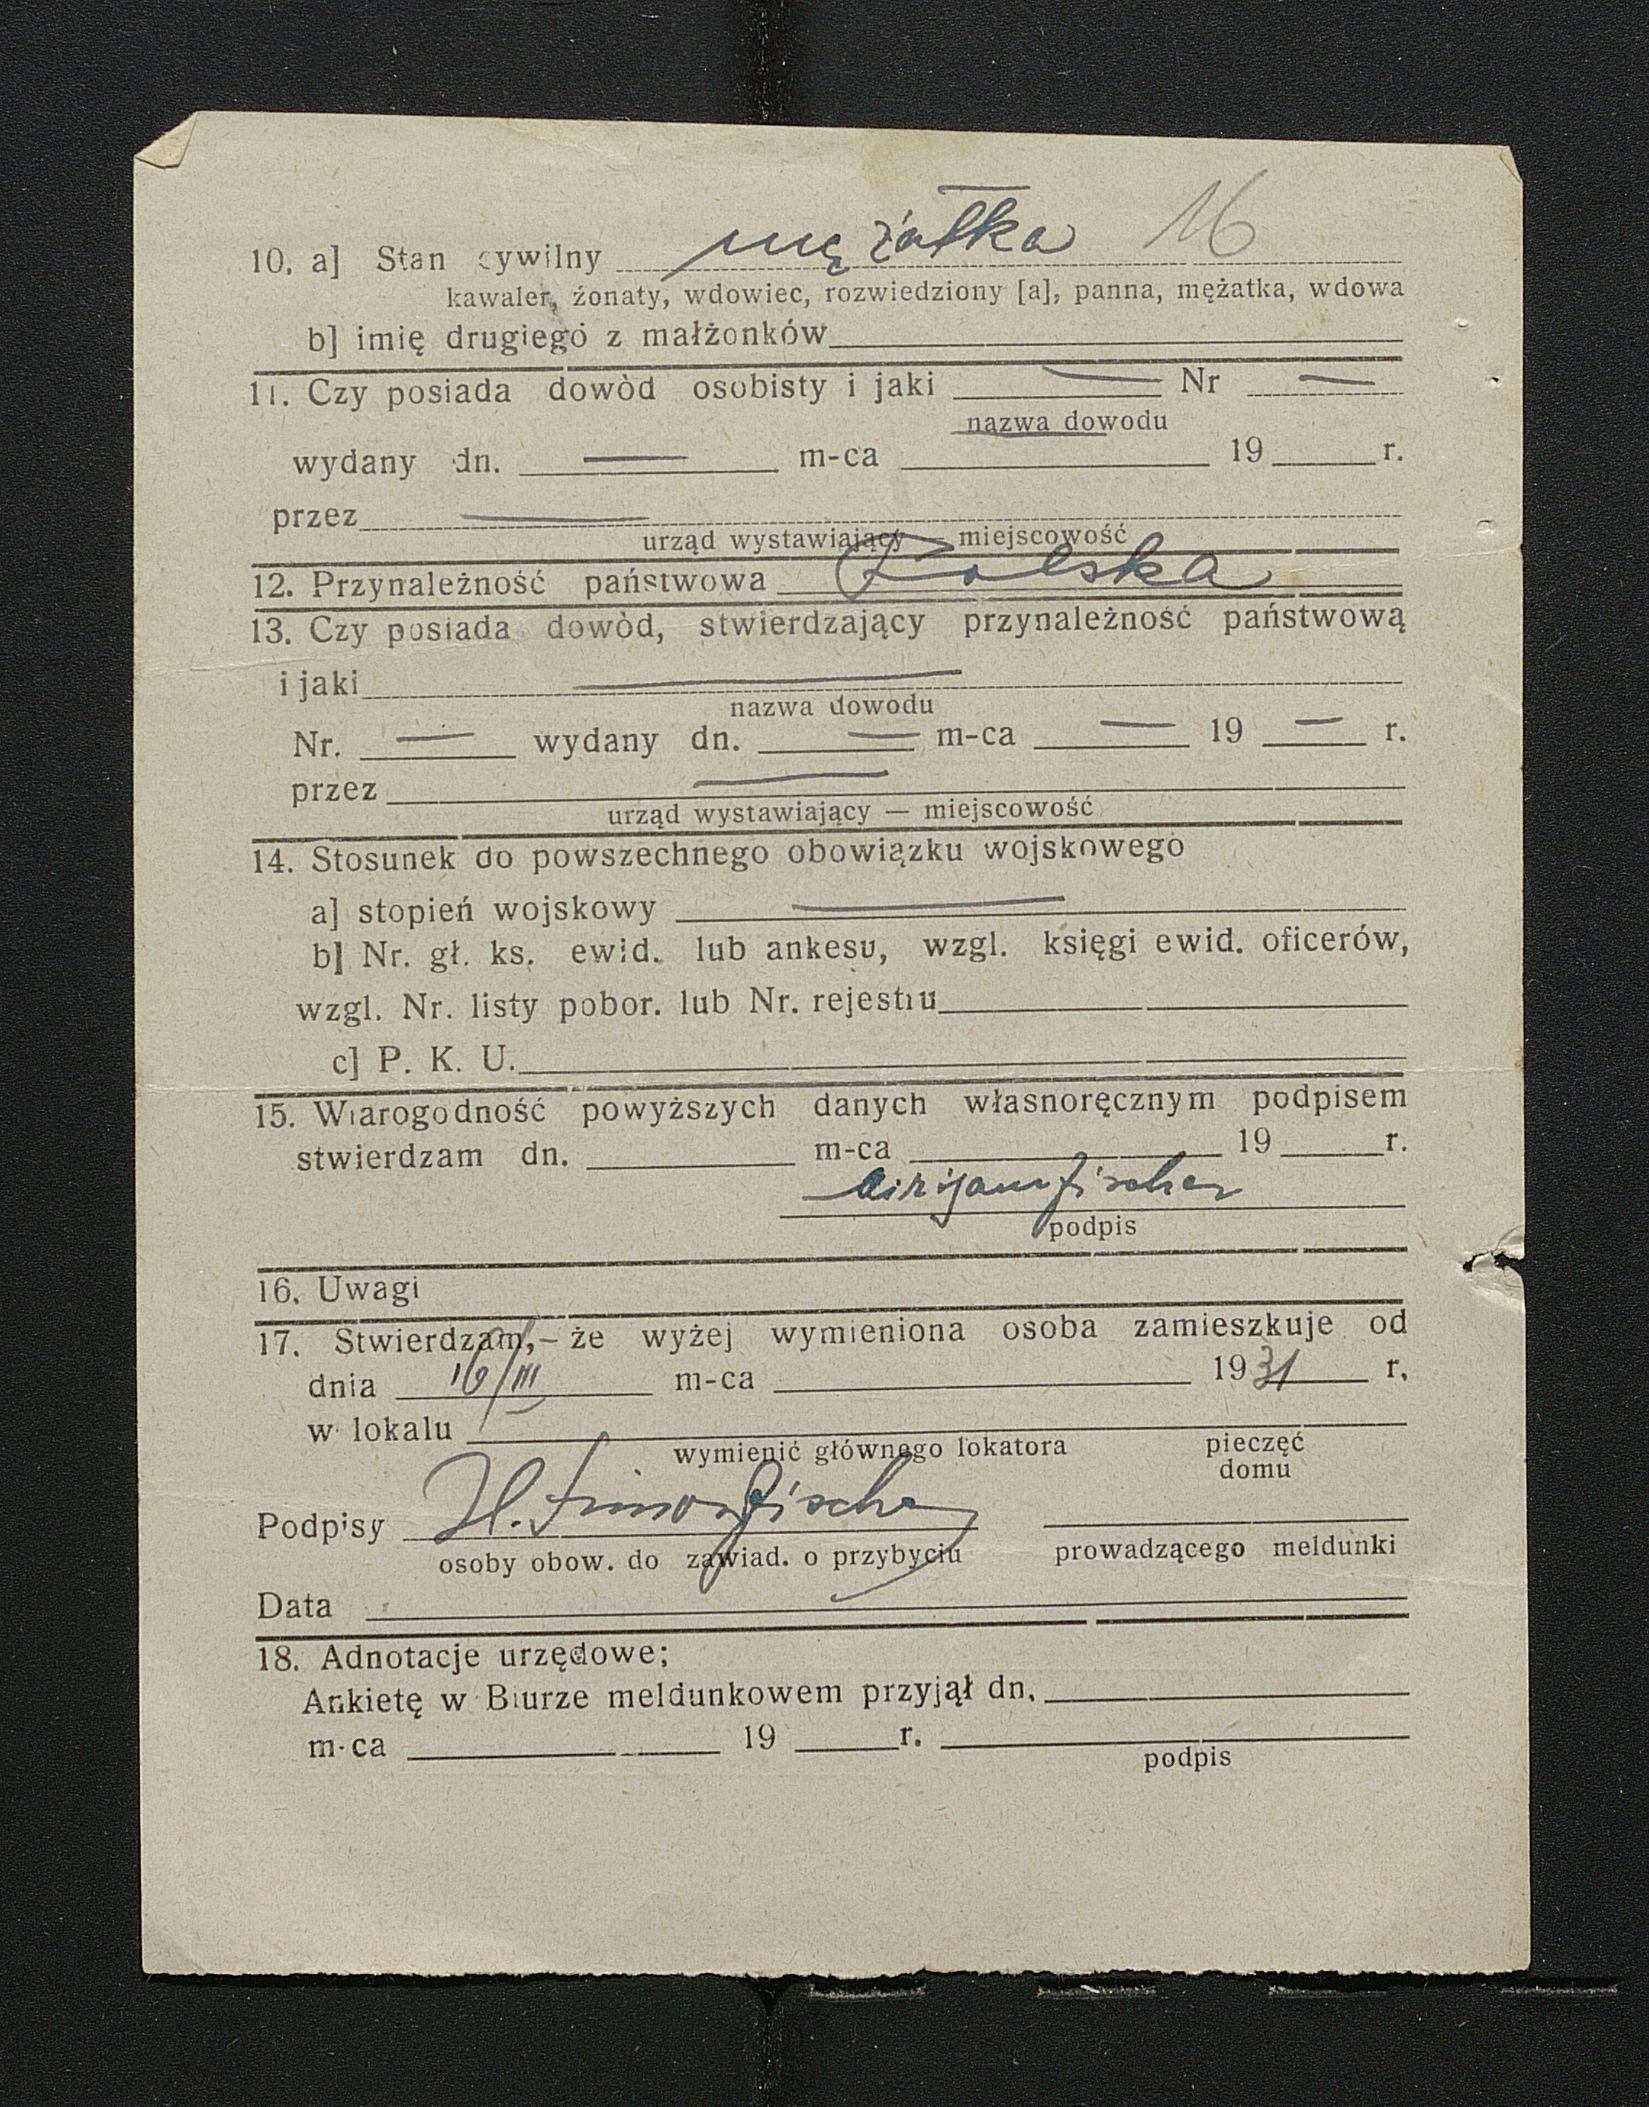 10. a] Stan cywilny mężatka 16
kawaler, żonaty, wdowiec, rozwiedziony [a], panna, mężatka, wdowa
b] imię drugiego z małżonków
11. Czy posiada dowòd osobisty i jaki — Nr —
nazwa dowodu
wydany dn. — m-ca 19 r.
przez —
urząd wystawiający — miejscowość
12. Przynależność państwowa Polska
13. Czy posiada dowòd, stwierdzający przynależność państwową
i jaki —
nazwa dowodu
Nr. — wydany dn. — m-ca — 19 — r.
przez —
urząd wystawiający — miejscowość
14. Stosunek do powszechnego obowiązku wojskowego
a] stopień wojskowy —
b] Nr. gł. ks. ewid. lub ankesu, wzgl. księgi ewid. oficerów,
wzgl. Nr. listy pobor. lub Nr. rejestru
c] P. K. U.
15. Wiarogodność powyższych danych własnoręcznym podpisem
stwierdzam dn. m-ca 19 r.
Fischer
podpis
16. Uwagi
17. Stwierdzam,— że wyżej wymieniona osoba zamieszkuje od
dnia 16/III m-ca 1931 r.
w lokalu
wymienić głównego lokatora pieczęć
domu
Podpisy H. Simonfischer
osoby obow. do zawiad. o przybyciu prowadzącego meldunki
Data
18. Adnotacje urzędowe;
Ankietę w Biurze meldunkowem przyjął dn.
m-ca 19 r.
podpis